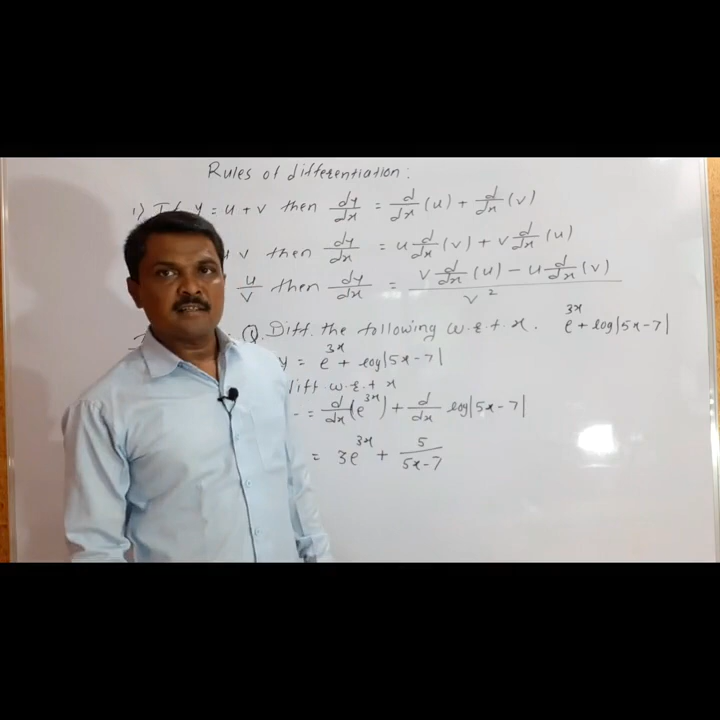 Rules of differentiation:
1) If y = u + v then dy/dx = d/dx (u) + d/dx (v)
v then dy/dx = u d/dx (v) + v d/dx (u)
u/v then dy/dx = (v d/dx (u) - u d/dx (v)) / v²
Q. Diff. the following w.r.t x. e^3x + log|5x-7|
y = e^3x + log|5x-7|
diff. w.r.t x
= d/dx (e^3x) + d/dx log|5x-7|
= 3e^3x + 5/(5x-7)